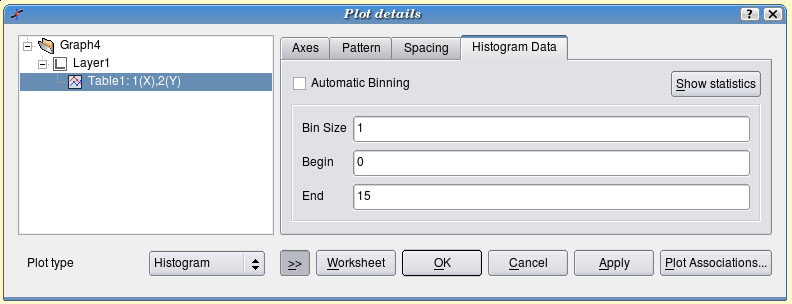 Plot details
Graph4
Layer1
Table1: 1(X),2(Y)
Axes Pattern Spacing Histogram Data
Automatic Binning
Show statistics
Bin Size 1
Begin 0
End 15
Plot type Histogram >> Worksheet OK Cancel Apply Plot Associations...